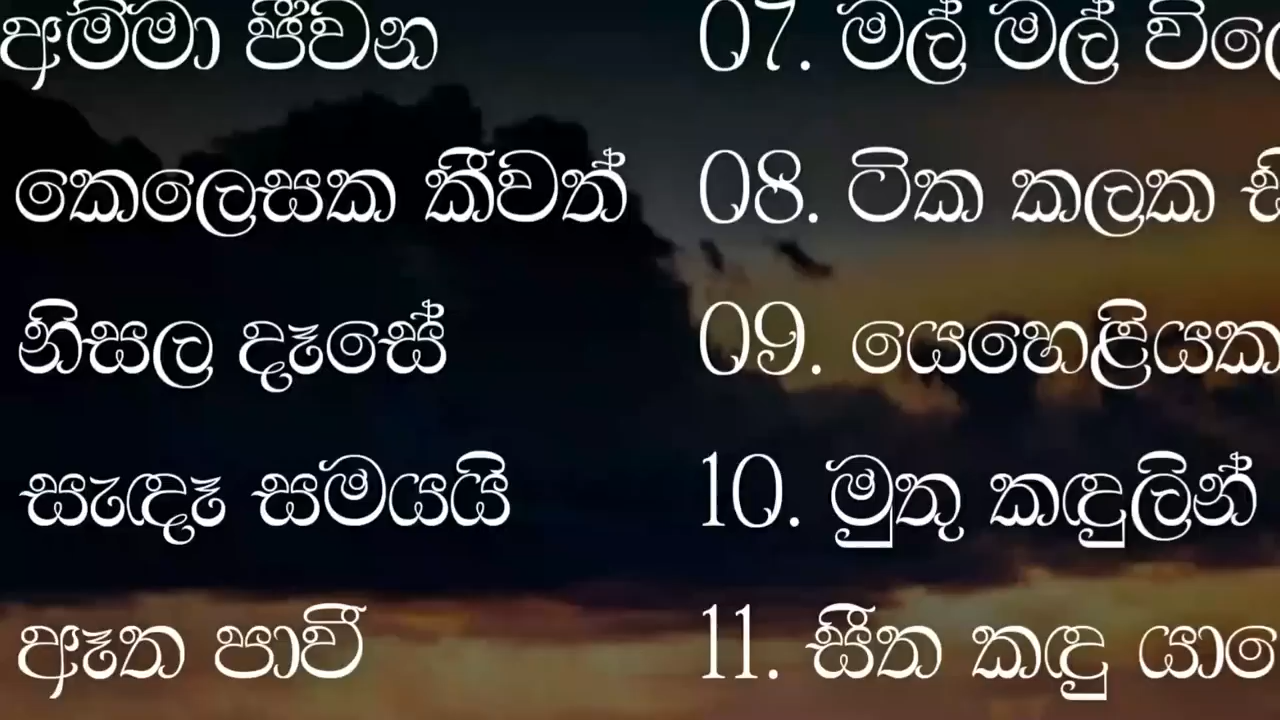 අම්මා ජීවන
කෙලෙසක කීවත්
නිසල දෑසේ
සැඳෑ සමයයි
ඈත පාවී
07. මල් මල්
08. ටික කලක
09. යෙහෙළියක
10. මුතු කඳුලින්
11. සීත කඳු